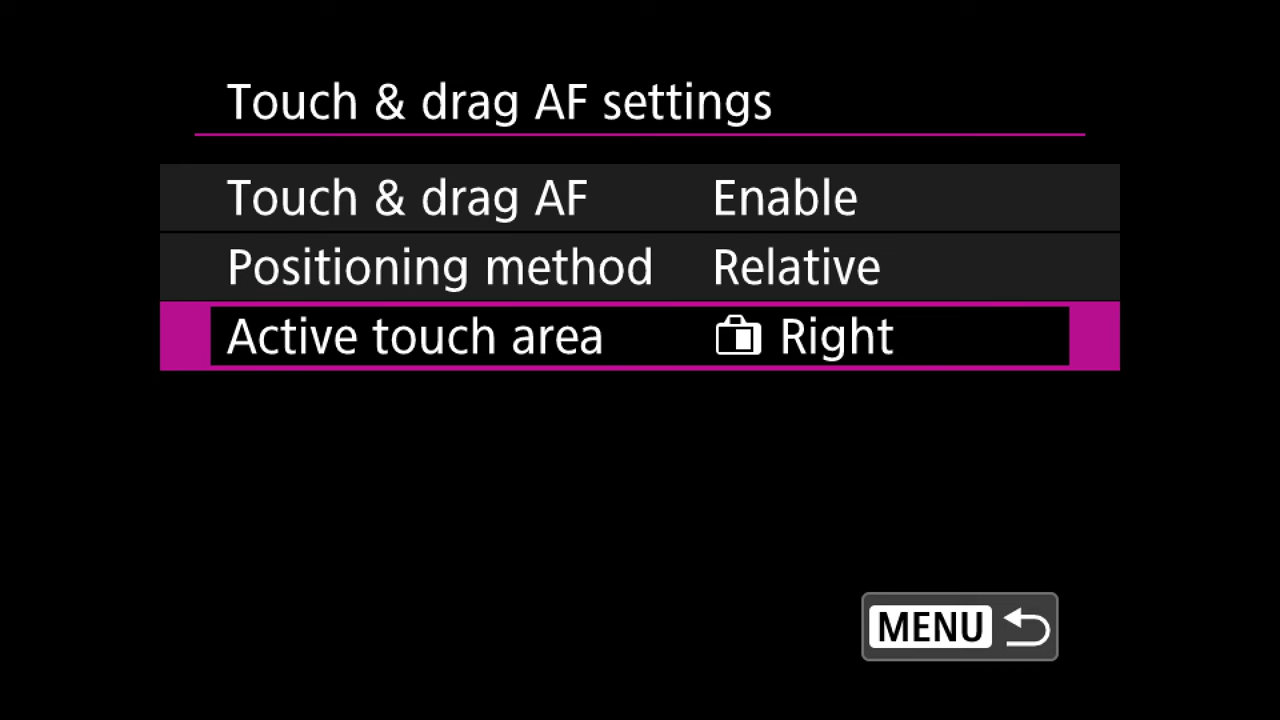 Touch & drag AF settings
Touch & drag AF Enable
Positioning method Relative
Active touch area Right
MENU